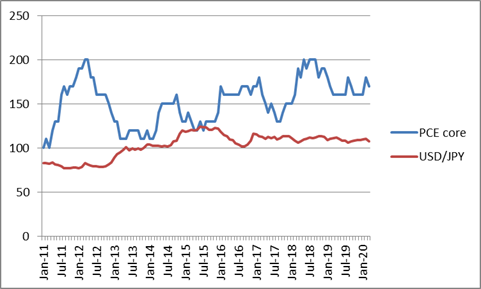 250
200
150
100
50
0
PCE core
USD/JPY
Jan-11
Jul-11
Jan-12
Jul-12
Jan-13
Jul-13
Jan-14
Jul-14
Jan-15
Jul-15
Jan-16
Jul-16
Jan-17
Jul-17
Jan-18
Jul-18
Jan-19
Jul-19
Jan-20